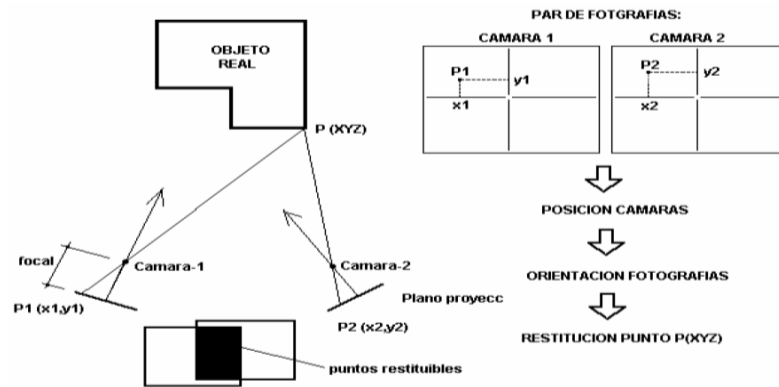 OBJETO
REAL
P (XYZ)
focal
Camara-1
Camara-2
P1 (x1,y1)
Plano proyecc
P2 (x2,y2)
puntos restituibles
PAR DE FOTGRAFIAS:
CAMARA 1
CAMARA 2
P1
y1
x1
P2
y2
x2
POSICION CAMARAS
ORIENTACION FOTOGRAFIAS
RESTITUCION PUNTO P(XYZ)